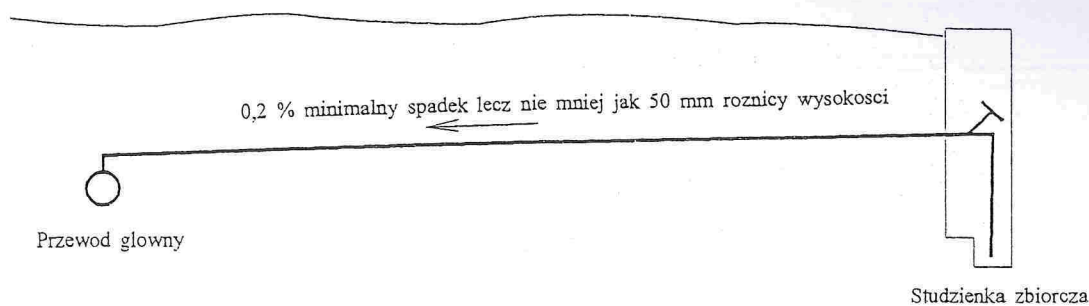 0,2 % minimalny spadek lecz nie mniej jak 50 mm roznicy wysokosci
Przewod glowny
Studzienka zbiorcza